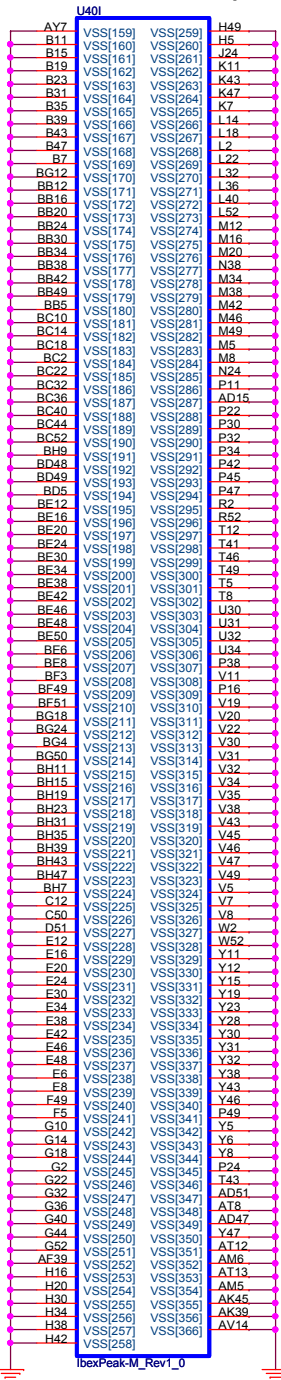 U40I
AY7 VSS[159] VSS[259] H49
B11 VSS[160] VSS[260] H5
B15 VSS[161] VSS[261] J24
B19 VSS[162] VSS[262] K11
B23 VSS[163] VSS[263] K43
B31 VSS[164] VSS[264] K47
B35 VSS[165] VSS[265] K7
B39 VSS[166] VSS[266] L14
B43 VSS[167] VSS[267] L18
B47 VSS[168] VSS[268] L2
B7 VSS[169] VSS[269] L22
BG12 VSS[170] VSS[270] L32
BB12 VSS[171] VSS[271] L36
BB16 VSS[172] VSS[272] L40
BB20 VSS[173] VSS[273] L52
BB24 VSS[174] VSS[274] M12
BB30 VSS[175] VSS[275] M16
BB34 VSS[176] VSS[276] M20
BB38 VSS[177] VSS[277] N38
BB42 VSS[178] VSS[278] M34
BB49 VSS[179] VSS[279] M38
BB5 VSS[180] VSS[280] M42
BC10 VSS[181] VSS[281] M46
BC14 VSS[182] VSS[282] M49
BC18 VSS[183] VSS[283] M5
BC2 VSS[184] VSS[284] M8
BC22 VSS[185] VSS[285] N24
BC32 VSS[186] VSS[286] P11
BC36 VSS[187] VSS[287] AD15
BC40 VSS[188] VSS[288] P22
BC44 VSS[189] VSS[289] P30
BC52 VSS[190] VSS[290] P32
BH9 VSS[191] VSS[291] P34
BD48 VSS[192] VSS[292] P42
BD49 VSS[193] VSS[293] P45
BD5 VSS[194] VSS[294] P47
BE12 VSS[195] VSS[295] R2
BE16 VSS[196] VSS[296] R52
BE20 VSS[197] VSS[297] T12
BE24 VSS[198] VSS[298] T41
BE30 VSS[199] VSS[299] T46
BE34 VSS[200] VSS[300] T49
BE38 VSS[201] VSS[301] T5
BE42 VSS[202] VSS[302] T8
BE46 VSS[203] VSS[303] U30
BE48 VSS[204] VSS[304] U31
BE50 VSS[205] VSS[305] U32
BE6 VSS[206] VSS[306] U34
BE8 VSS[207] VSS[307] P38
BF3 VSS[208] VSS[308] V11
BF49 VSS[209] VSS[309] P16
BF51 VSS[210] VSS[310] V19
BG18 VSS[211] VSS[311] V20
BG24 VSS[212] VSS[312] V22
BG4 VSS[213] VSS[313] V30
BG50 VSS[214] VSS[314] V31
BH11 VSS[215] VSS[315] V32
BH15 VSS[216] VSS[316] V34
BH19 VSS[217] VSS[317] V35
BH23 VSS[218] VSS[318] V38
BH31 VSS[219] VSS[319] V43
BH35 VSS[220] VSS[320] V45
BH39 VSS[221] VSS[321] V46
BH43 VSS[222] VSS[322] V47
BH47 VSS[223] VSS[323] V49
BH7 VSS[224] VSS[324] V5
C12 VSS[225] VSS[325] V7
C50 VSS[226] VSS[326] V8
D51 VSS[227] VSS[327] W2
E12 VSS[228] VSS[328] W52
E16 VSS[229] VSS[329] Y11
E20 VSS[230] VSS[330] Y12
E24 VSS[231] VSS[331] Y15
E30 VSS[232] VSS[332] Y19
E34 VSS[233] VSS[333] Y23
E38 VSS[234] VSS[334] Y28
E42 VSS[235] VSS[335] Y30
E46 VSS[236] VSS[336] Y31
E48 VSS[237] VSS[337] Y32
E6 VSS[238] VSS[338] Y38
E8 VSS[239] VSS[339] Y43
F49 VSS[240] VSS[340] Y46
F5 VSS[241] VSS[341] P49
G10 VSS[242] VSS[342] Y5
G14 VSS[243] VSS[343] Y6
G18 VSS[244] VSS[344] Y8
G2 VSS[245] VSS[345] P24
G22 VSS[246] VSS[346] T43
G32 VSS[247] VSS[347] AD51
G36 VSS[248] VSS[348] AT8
G40 VSS[249] VSS[349] AD47
G44 VSS[250] VSS[350] Y47
G52 VSS[251] VSS[351] AT12
AF39 VSS[252] VSS[352] AM6
H16 VSS[253] VSS[353] AT13
H20 VSS[254] VSS[354] AM5
H30 VSS[255] VSS[355] AK45
H34 VSS[256] VSS[356] AK39
H38 VSS[257] VSS[366] AV14
H42 VSS[258]
IbexPeak-M_Rev1_0